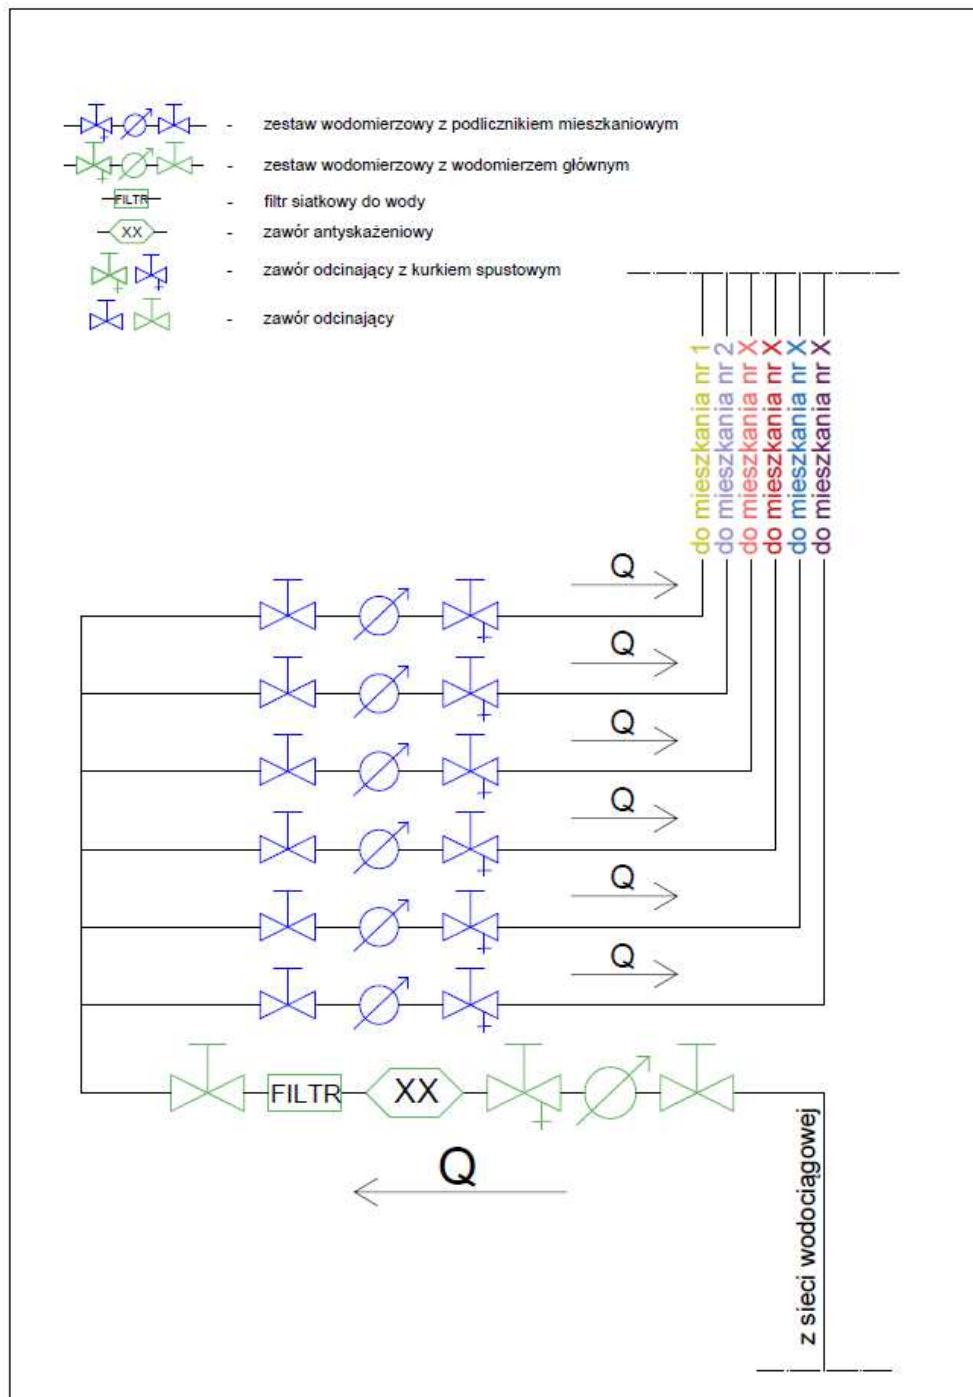 - zestaw wodomierzowy z podlicznikiem mieszkaniowym
- zestaw wodomierzowy z wodomierzem głównym
FILTR - filtr siatkowy do wody
XX - zawór antyskażeniowy
- zawór odcinający z kurkiem spustowym
- zawór odcinający
do mieszkania nr 1
do mieszkania nr 2
do mieszkania nr X
do mieszkania nr X
do mieszkania nr X
do mieszkania nr X
Q
Q
Q
Q
Q
Q
FILTR
XX
Q
z sieci wodociągowej